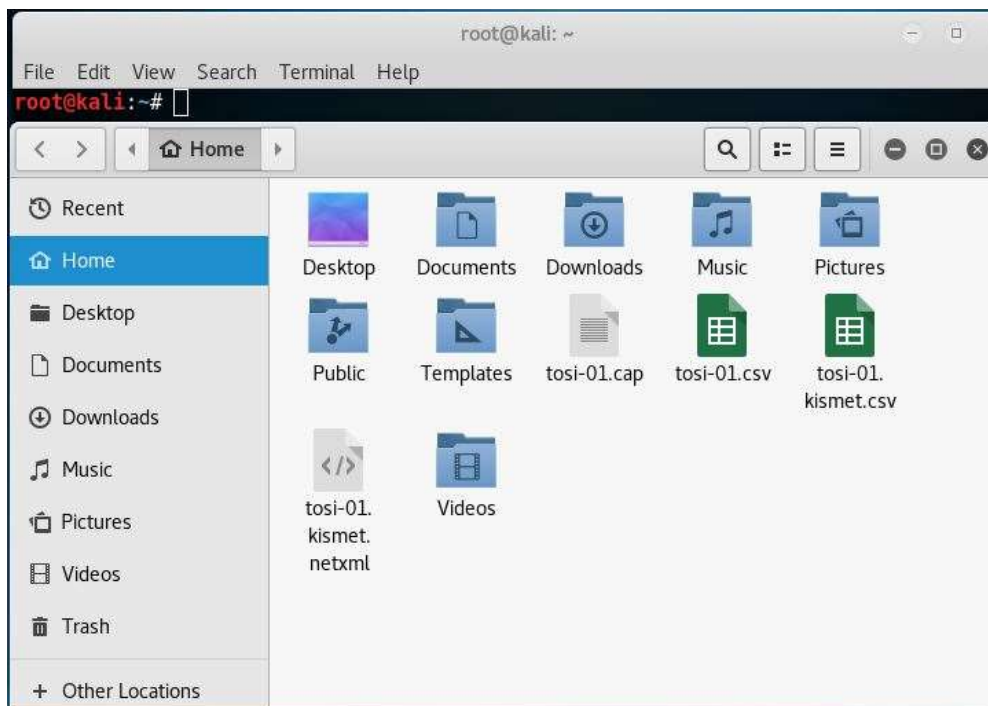 root@kali: ~
File Edit View Search Terminal Help
root@kali:~#
Home
Recent
Home
Desktop
Documents
Downloads
Music
Pictures
Videos
Trash
+ Other Locations
Desktop Documents Downloads Music Pictures
Public Templates tosi-01.cap tosi-01.csv tosi-01.
kismet.csv
tosi-01. Videos
kismet.
netxml